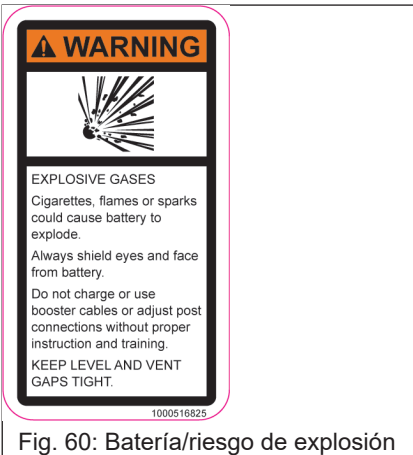 WARNING
EXPLOSIVE GASES
Cigarettes, flames or sparks
could cause battery to
explode.
Always shield eyes and face
from battery.
Do not charge or use
booster cables or adjust post
connections without proper
instruction and training.
KEEP LEVEL AND VENT
GAPS TIGHT.
1000516825
Fig. 60: Batería/riesgo de explosión